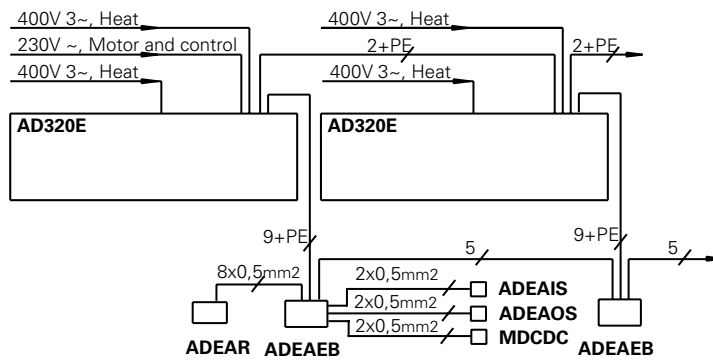 400V 3~, Heat
400V 3~, Heat
230V ~, Motor and control
2+PE
2+PE
400V 3~, Heat
400V 3~, Heat
AD320E
AD320E
9+PE
5
9+PE
5
8x0,5mm2
2x0,5mm2
ADEAIS
2x0,5mm2
ADEAOS
2x0,5mm2
MDCDC
ADEAR
ADEAEB
ADEAEB